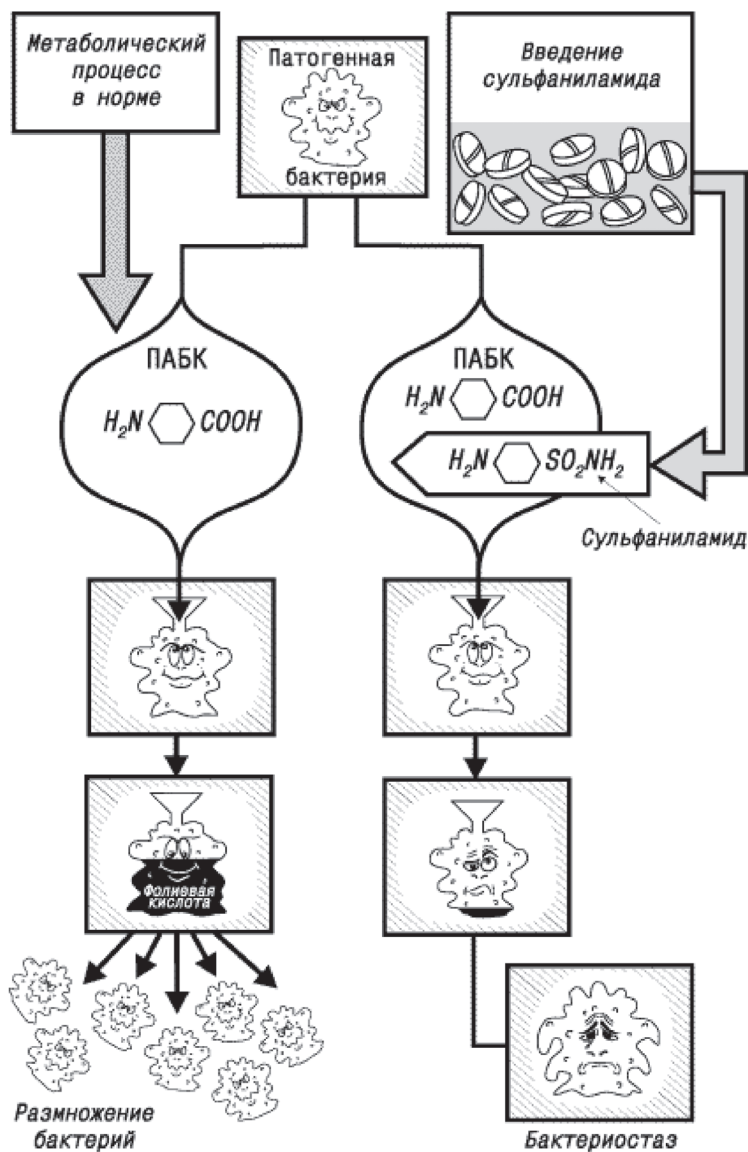 Метаболический
процесс
в норме
Патогенная
бактерия
Введение
сульфаниламида
ПАБК
H₂N COOH
ПАБК
H₂N COOH
H₂N SO₂NH₂
Сульфаниламид
Фолиевая
кислота
Размножение
бактерий
Бактериостаз